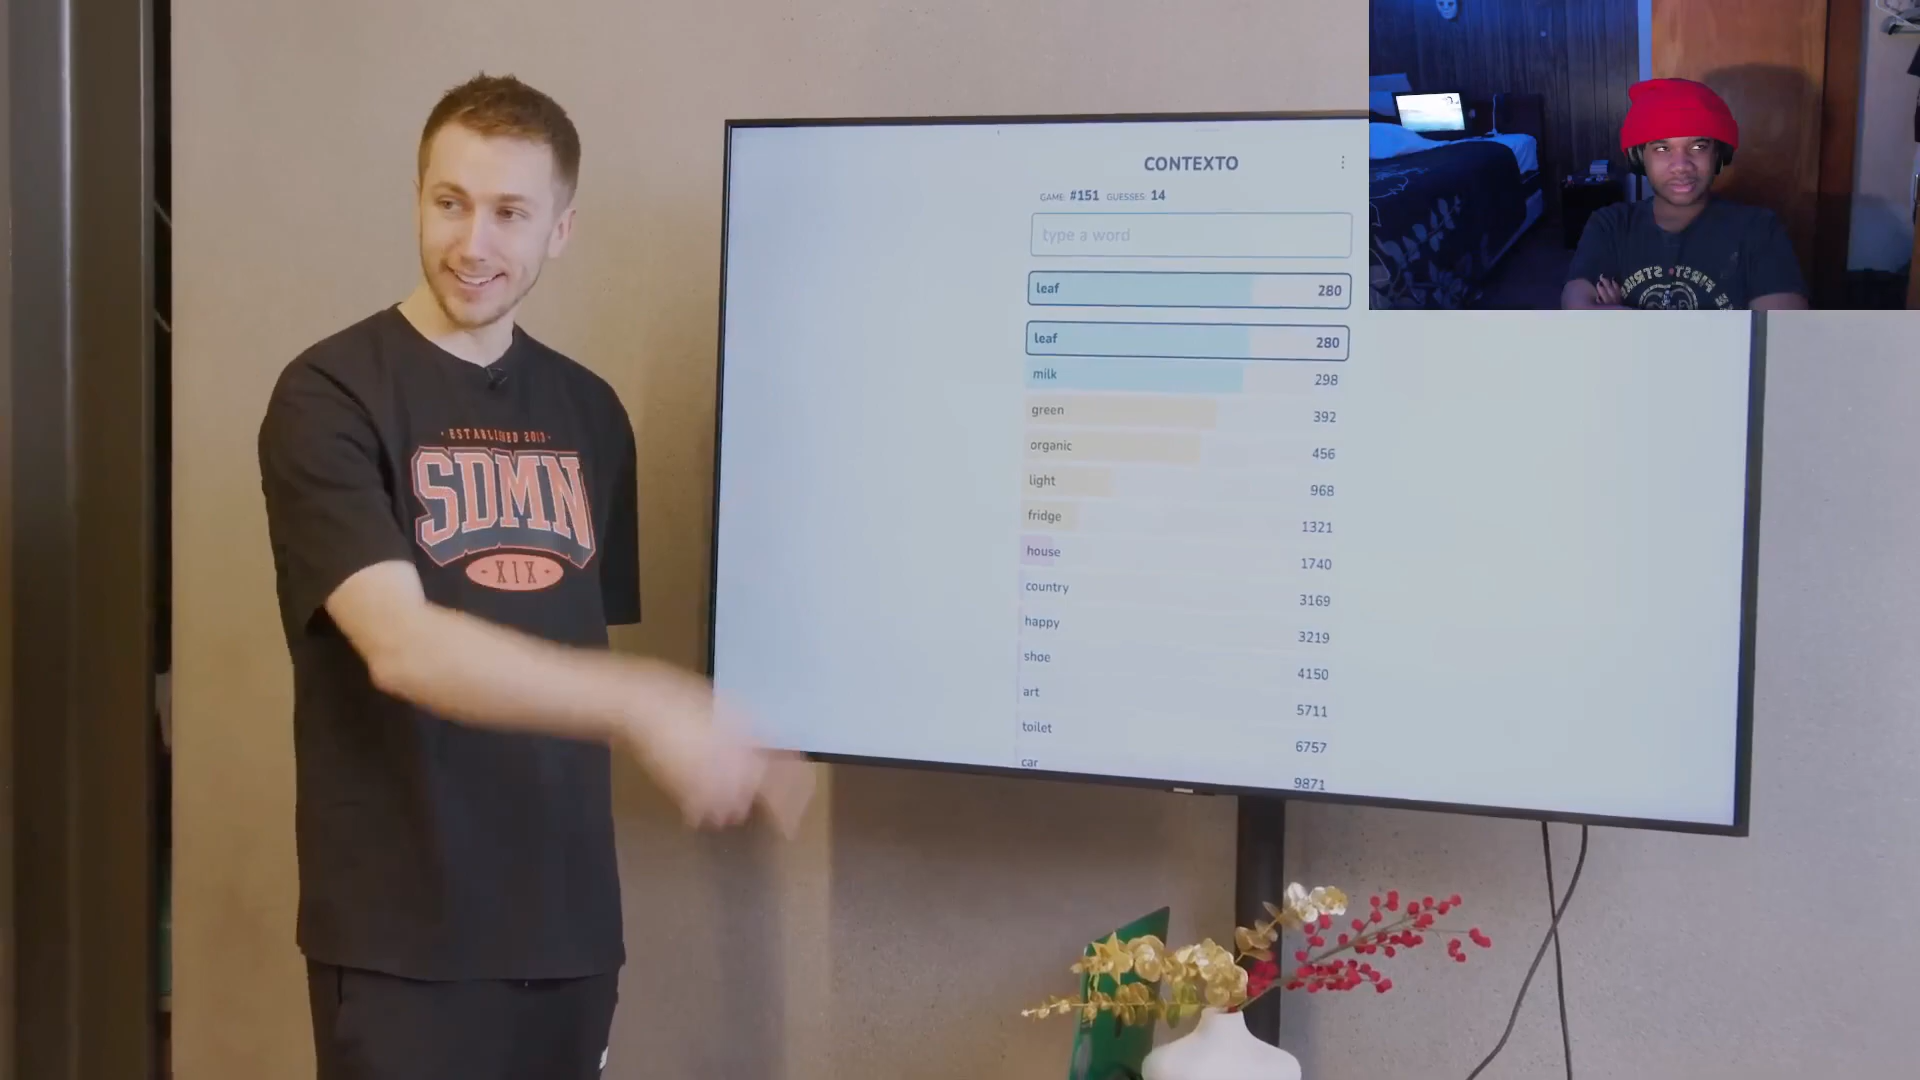 CONTEXTO
GAME: #151 GUESSES: 14
type a word
leaf 280
leaf 280
milk 298
green 392
organic 456
light 968
fridge 1321
house 1740
country 3169
happy 3219
shoe 4150
art 5711
toilet 6757
car 9871
· ESTABLISHED 2013 ·
SDMN
- XIX -
FIRST STRIKE